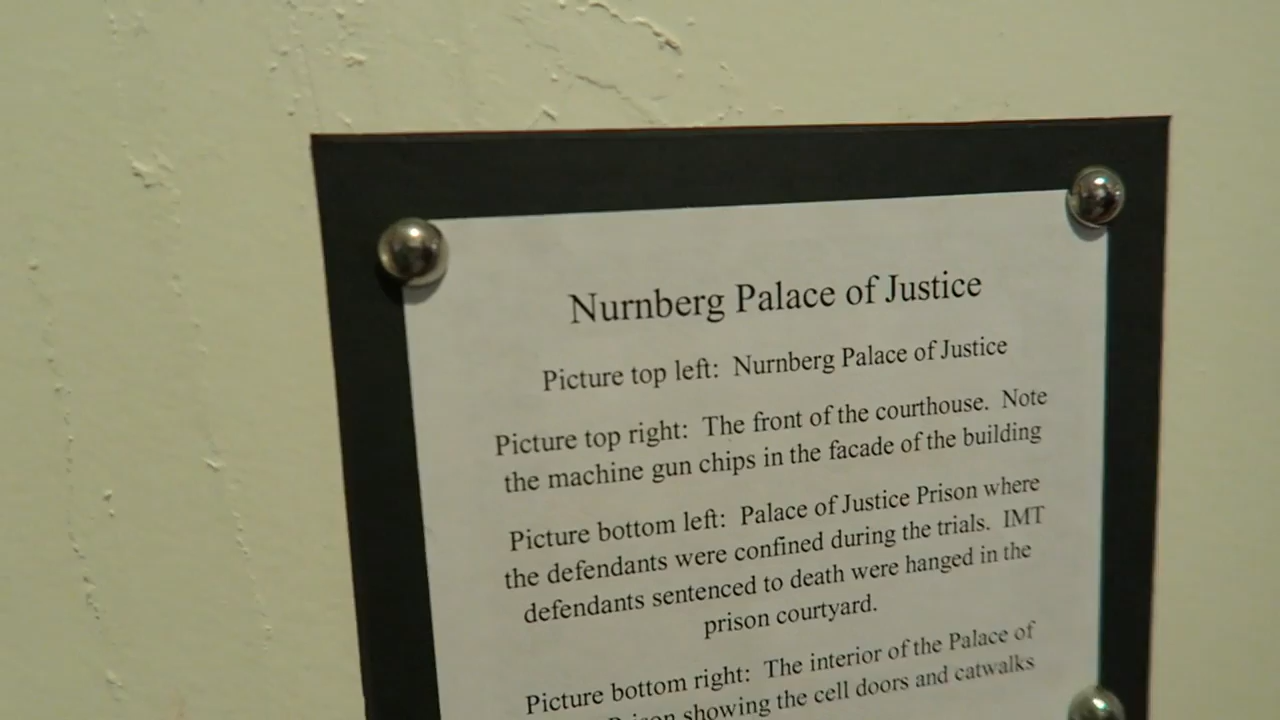 Nurnberg Palace of Justice
Picture top left: Nurnberg Palace of Justice
Picture top right: The front of the courthouse. Note
the machine gun chips in the facade of the building
Picture bottom left: Palace of Justice Prison where
the defendants were confined during the trials. IMT
defendants sentenced to death were hanged in the
prison courtyard.
Picture bottom right: The interior of the Palace of
showing the cell doors and catwalks